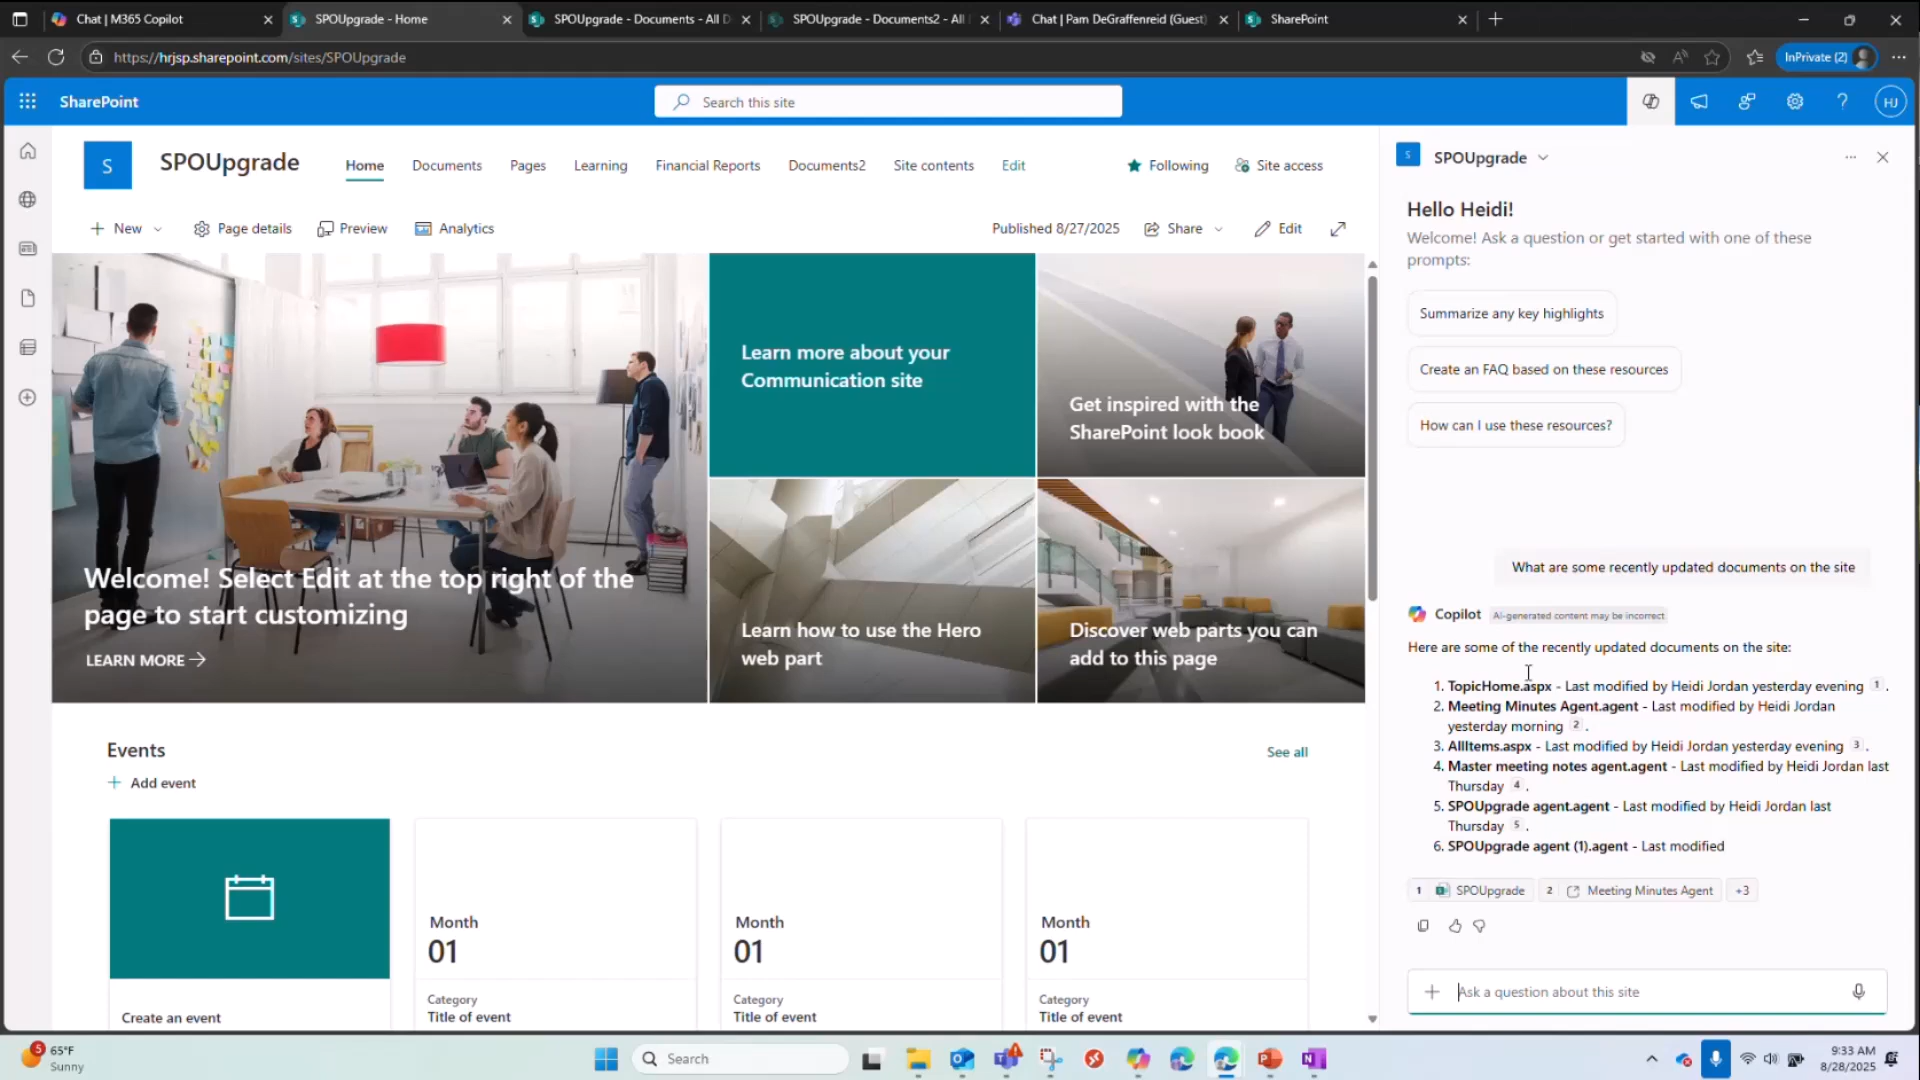 Chat | M365 Copilot
SPOUpgrade - Home
SPOUpgrade - Documents - All D
SPOUpgrade - Documents2 - All
Chat | Pam DeGraffenreid (Guest)
SharePoint
https://hrjsp.sharepoint.com/sites/SPOUpgrade
InPrivate (2)
SharePoint
Search this site
HJ
S
SPOUpgrade
Home
Documents
Pages
Learning
Financial Reports
Documents2
Site contents
Edit
Following
Site access
New
Page details
Preview
Analytics
Published 8/27/2025
Share
Edit
Welcome! Select Edit at the top right of the
page to start customizing
LEARN MORE
Learn more about your
Communication site
Get inspired with the
SharePoint look book
Learn how to use the Hero
web part
Discover web parts you can
add to this page
Events
See all
Add event
Create an event
Month
01
Category
Title of event
Month
01
Category
Title of event
Month
01
Category
Title of event
S
SPOUpgrade
Hello Heidi!
Welcome! Ask a question or get started with one of these
prompts:
Summarize any key highlights
Create an FAQ based on these resources
How can I use these resources?
What are some recently updated documents on the site
Copilot
AI-generated content may be incorrect
Here are some of the recently updated documents on the site:
1. TopicHome.aspx - Last modified by Heidi Jordan yesterday evening 1 .
2. Meeting Minutes Agent.agent - Last modified by Heidi Jordan
yesterday morning 2 .
3. AllItems.aspx - Last modified by Heidi Jordan yesterday evening 3 .
4. Master meeting notes agent.agent - Last modified by Heidi Jordan last
Thursday 4 .
5. SPOUpgrade agent.agent - Last modified by Heidi Jordan last
Thursday 5 .
6. SPOUpgrade agent (1).agent - Last modified
1 SPOUpgrade
2 Meeting Minutes Agent
+3
Ask a question about this site
5
65°F
Sunny
Search
9:33 AM
8/28/2025